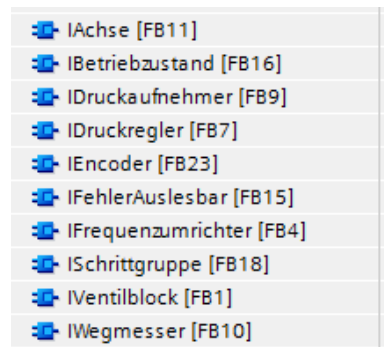 IAchse [FB11]
IBetriebzustand [FB16]
IDruckaufnehmer [FB9]
IDruckregler [FB7]
IEncoder [FB23]
IFehlerAuslesbar [FB15]
IFrequenzumrichter [FB4]
ISchrittgruppe [FB18]
IVentilblock [FB1]
IWegmesser [FB10]